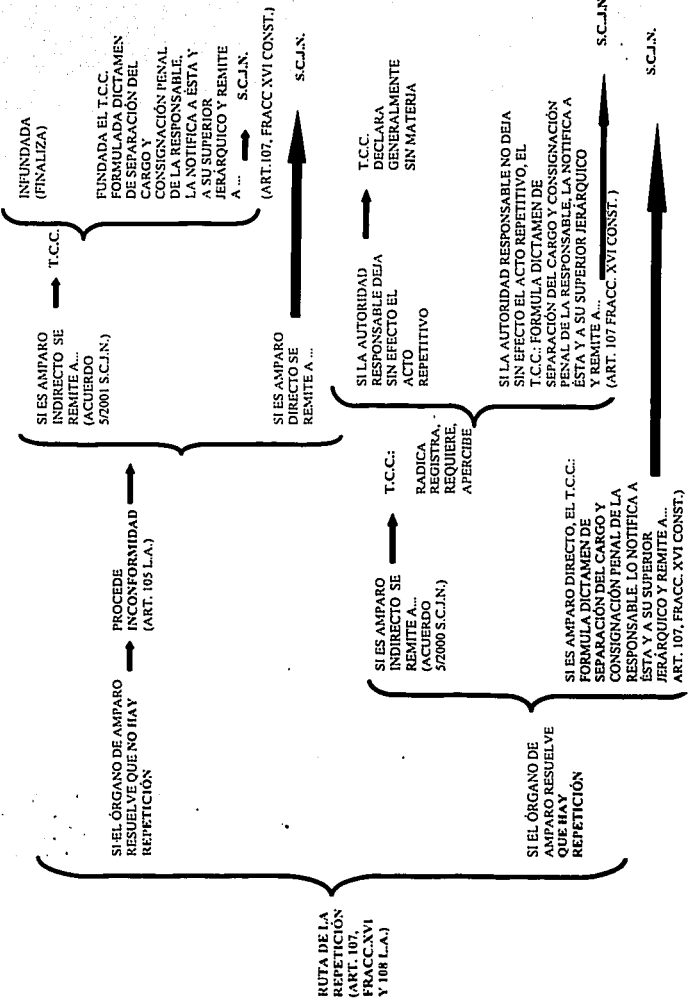 RUTA DE LA
REPETICIÓN
(ART. 107,
FRACC.XVI
Y 108 L.A.)
SI EL ÓRGANO DE AMPARO
RESUELVE QUE NO HAY
REPETICIÓN
PROCEDE
INCONFORMIDAD
(ART. 105 L.A.)
SI ES AMPARO
INDIRECTO SE
REMITE A...
(ACUERDO
5/2001 S.C.J.N.)
T.C.C.
INFUNDADA
(FINALIZA)
FUNDADA EL T.C.C.
FORMULADA DICTAMEN
DE SEPARACIÓN DEL
CARGO Y
CONSIGNACIÓN PENAL
DE LA RESPONSABLE,
LA NOTIFICA A ÉSTA Y
A SU SUPERIOR
JERÁRQUICO Y REMITE
A ...
S.C.J.N.
(ART.107, FRACC XVI CONST.)
SI ES AMPARO
DIRECTO SE
REMITE A ...
S.C.J.N.
SI EL ÓRGANO DE
AMPARO RESUELVE
QUE HAY
REPETICIÓN
SI ES AMPARO
INDIRECTO SE
REMITE A...
(ACUERDO
5/2000 S.C.J.N.)
T.C.C.:
RADICA
REGISTRA,
REQUIERE,
APERCIBE
SI LA AUTORIDAD
RESPONSABLE DEJA
SIN EFECTO EL
ACTO
REPETITIVO
T.C.C.
DECLARA
GENERALMENTE
SIN MATERIA
SI LA AUTORIDAD RESPONSABLE NO DEJA
SIN EFECTO EL ACTO REPETITIVO, EL
T.C.C.: FORMULA DICTAMEN DE
SEPARACIÓN DEL CARGO Y CONSIGNACIÓN
PENAL DE LA RESPONSABLE, LA NOTIFICA A
ÉSTA Y A SU SUPERIOR JERÁRQUICO
Y REMITE A...
(ART. 107 FRACC. XVI CONST.)
S.C.J.N.
SI ES AMPARO DIRECTO, EL T.C.C.:
FORMULA DICTAMEN DE
SEPARACIÓN DEL CARGO Y
CONSIGNACIÓN PENAL DE LA
RESPONSABLE. LO NOTIFICA A
ÉSTA Y A SU SUPERIOR
JERÁRQUICO Y REMITE A...
ART. 107, FRACC. XVI CONST.)
S.C.J.N.